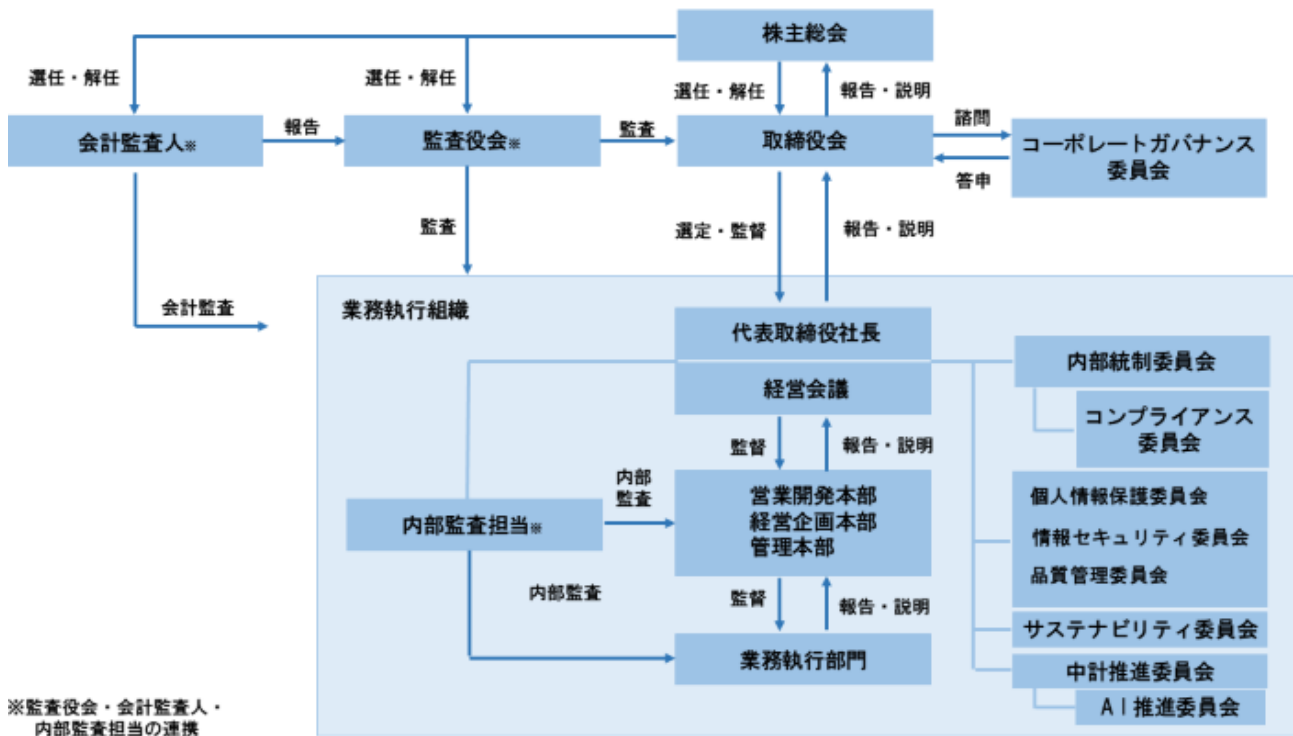 株主総会
選任・解任
選任・解任
選任・解任
報告・説明
会計監査人※
報告
監査役会※
監査
取締役会
諮問
答申
コーポレートガバナンス
委員会
監査
選定・監督
報告・説明
会計監査
業務執行組織
代表取締役社長
経営会議
内部統制委員会
コンプライアンス
委員会
監督
報告・説明
内部
監査
内部監査担当※
営業開発本部
経営企画本部
管理本部
個人情報保護委員会
情報セキュリティ委員会
品質管理委員会
内部監査
監督
報告・説明
業務執行部門
サステナビリティ委員会
中計推進委員会
AI推進委員会
※監査役会・会計監査人・
内部監査担当の連携